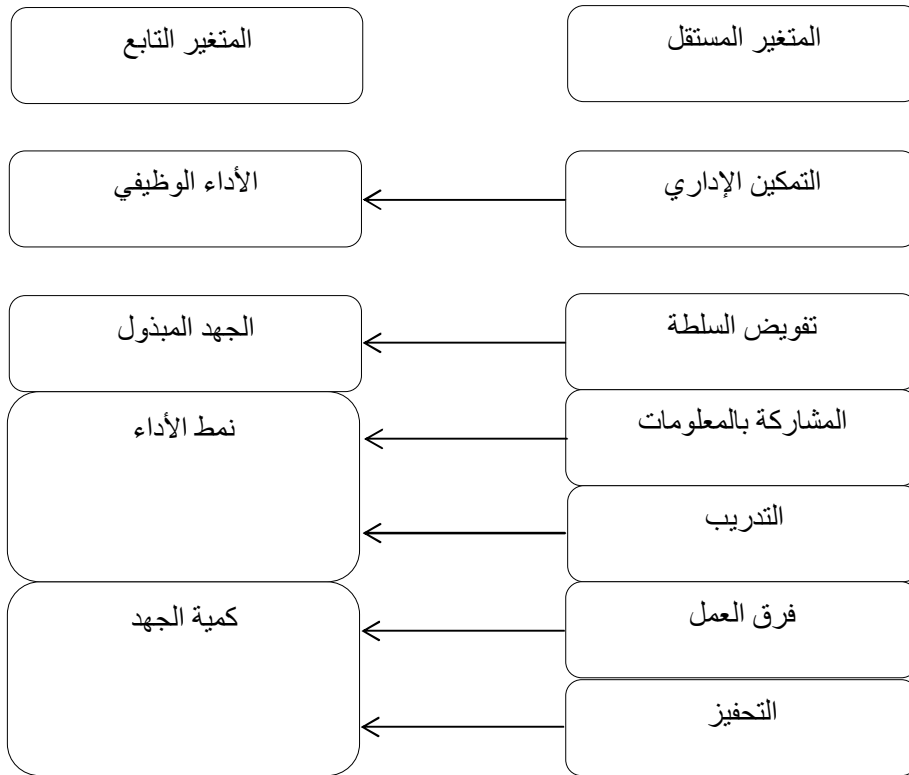 المتغير المستقل
المتغير التابع
التمكين الإداري
الأداء الوظيفي
تفويض السلطة
الجهد المبذول
المشاركة بالمعلومات
نمط الأداء
التدريب
فرق العمل
كمية الجهد
التحفيز